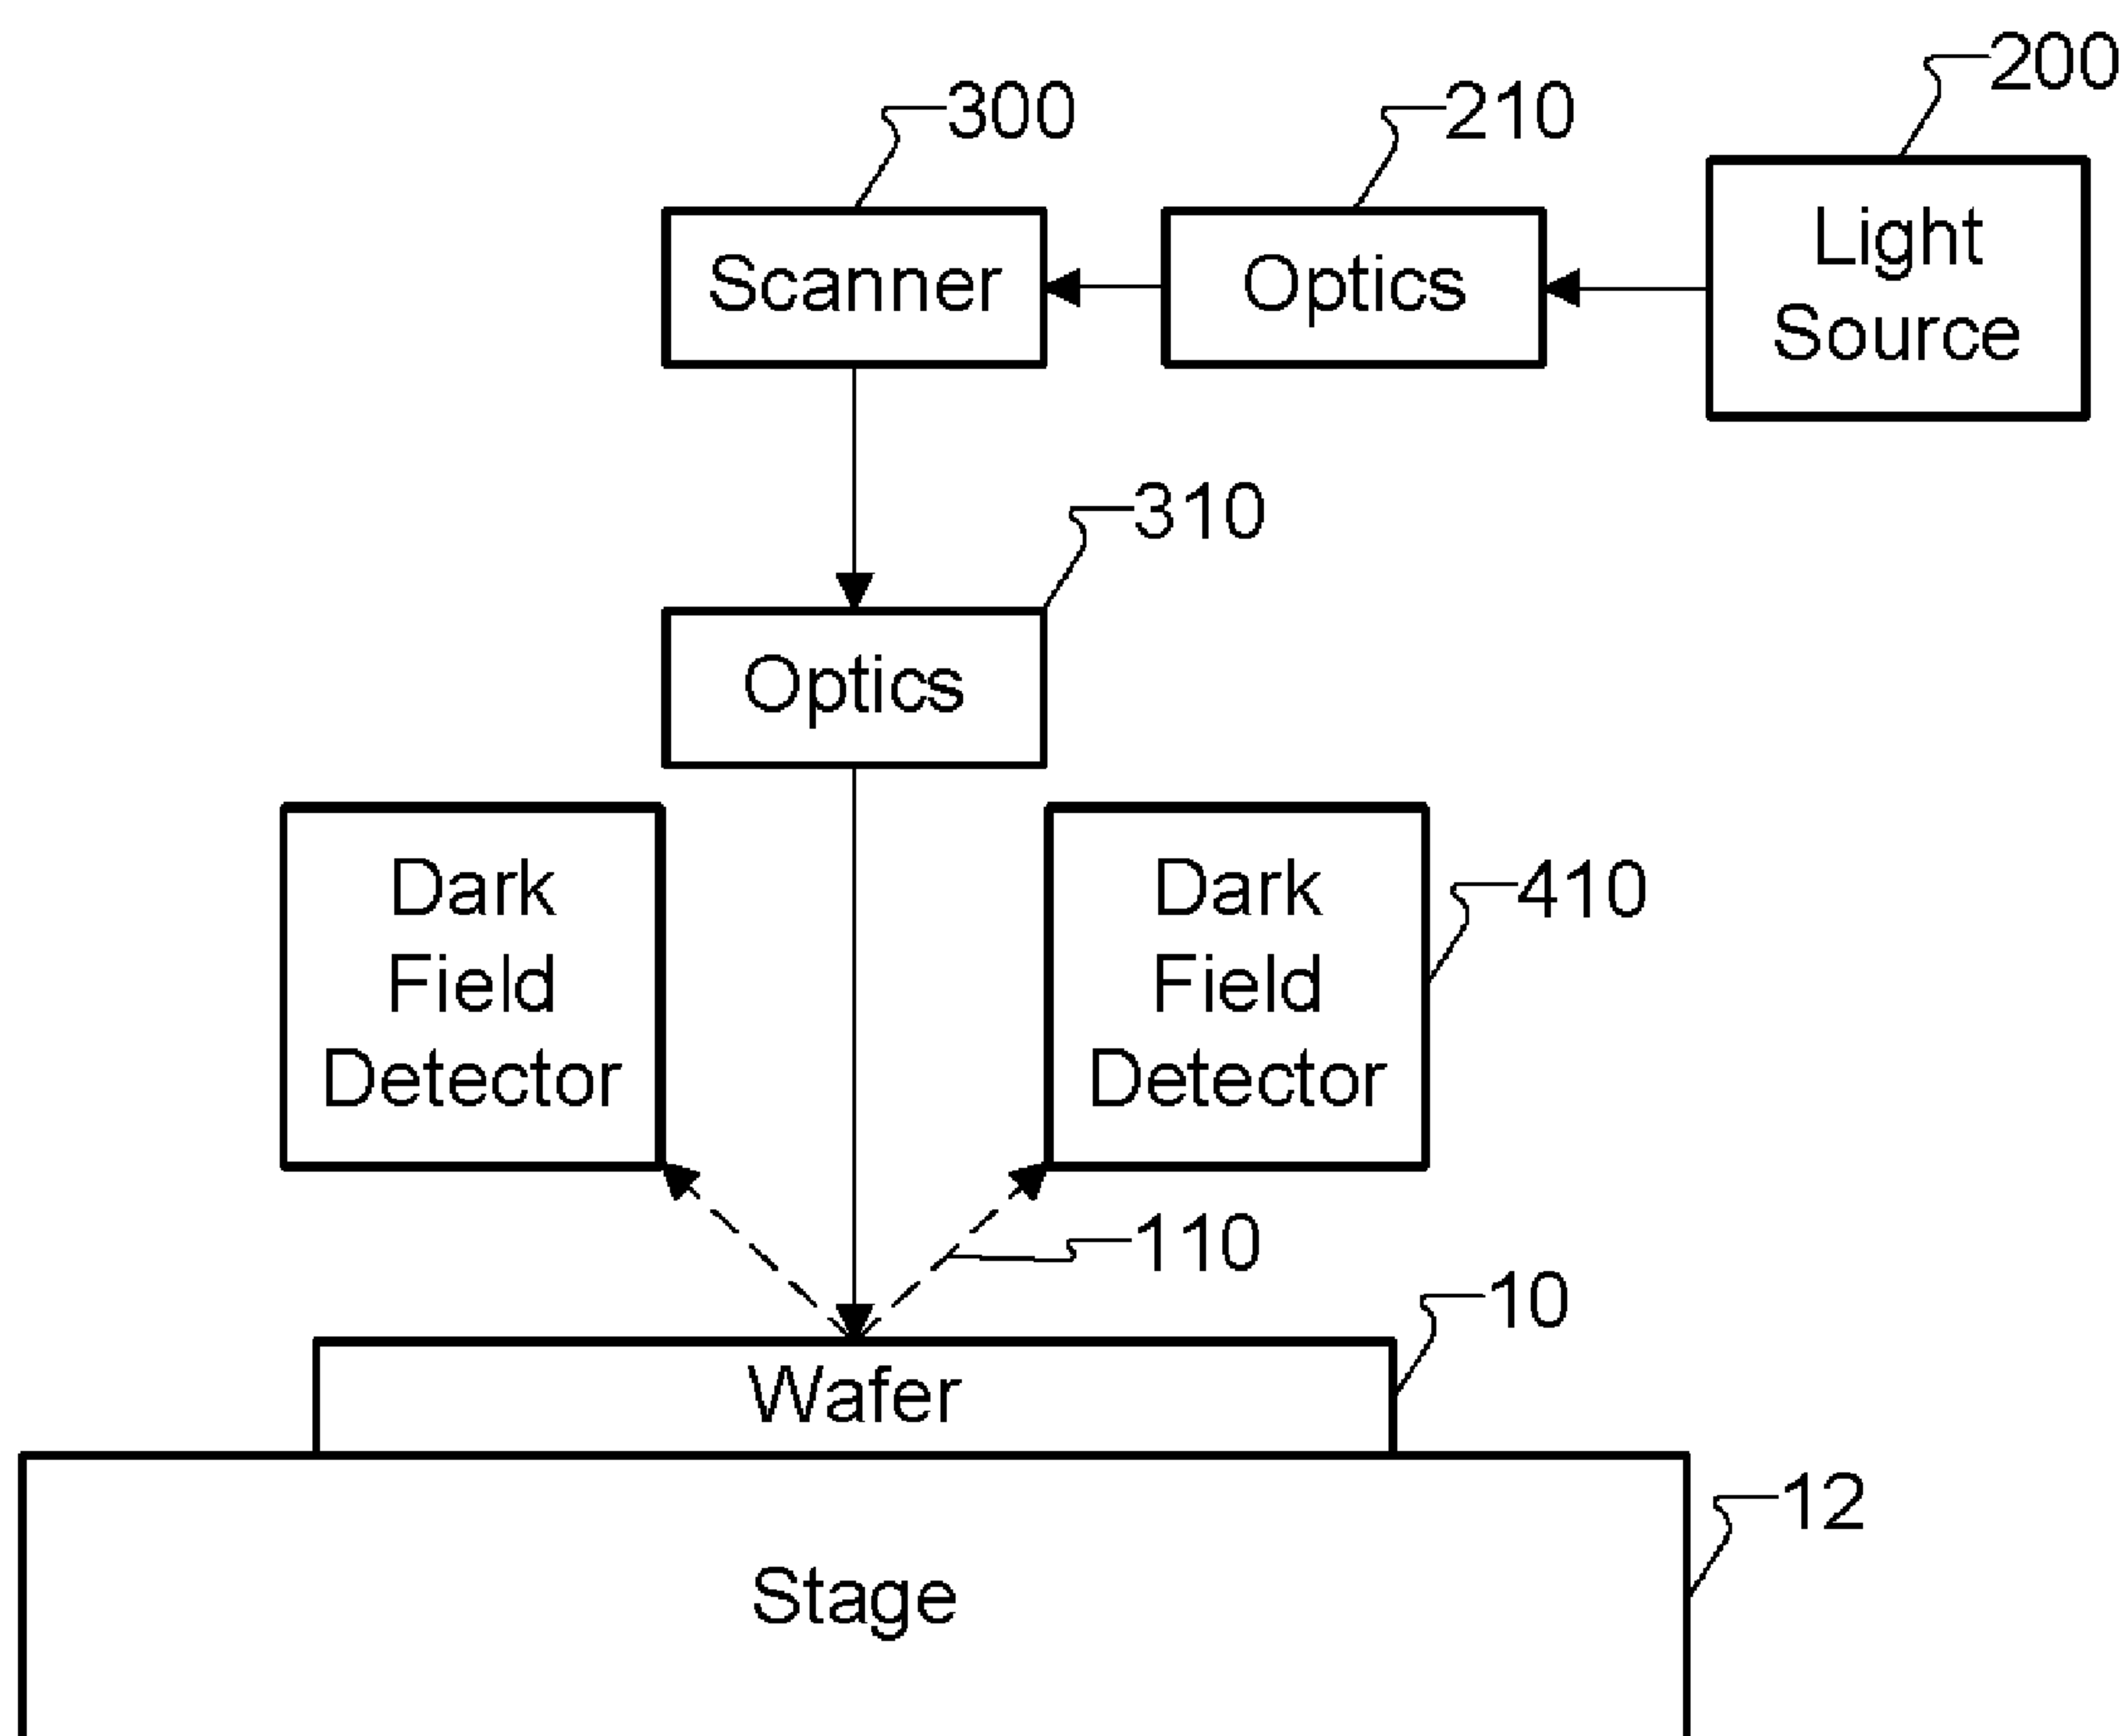 200
300
210
Light
Source
Scanner
Optics
310
Optics
Dark
Field
Detector
Dark
Field
Detector
410
110
10
Wafer
12
Stage